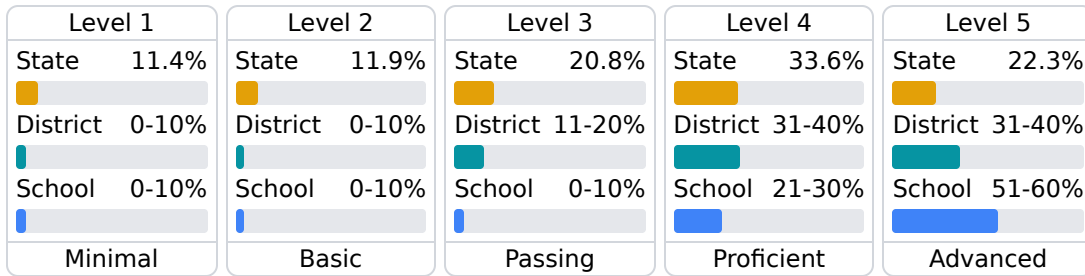 Level 1
State 11.4%
District 0-10%
School 0-10%
Minimal
Level 2
State 11.9%
District 0-10%
School 0-10%
Basic
Level 3
State 20.8%
District 11-20%
School 0-10%
Passing
Level 4
State 33.6%
District 31-40%
School 21-30%
Proficient
Level 5
State 22.3%
District 31-40%
School 51-60%
Advanced